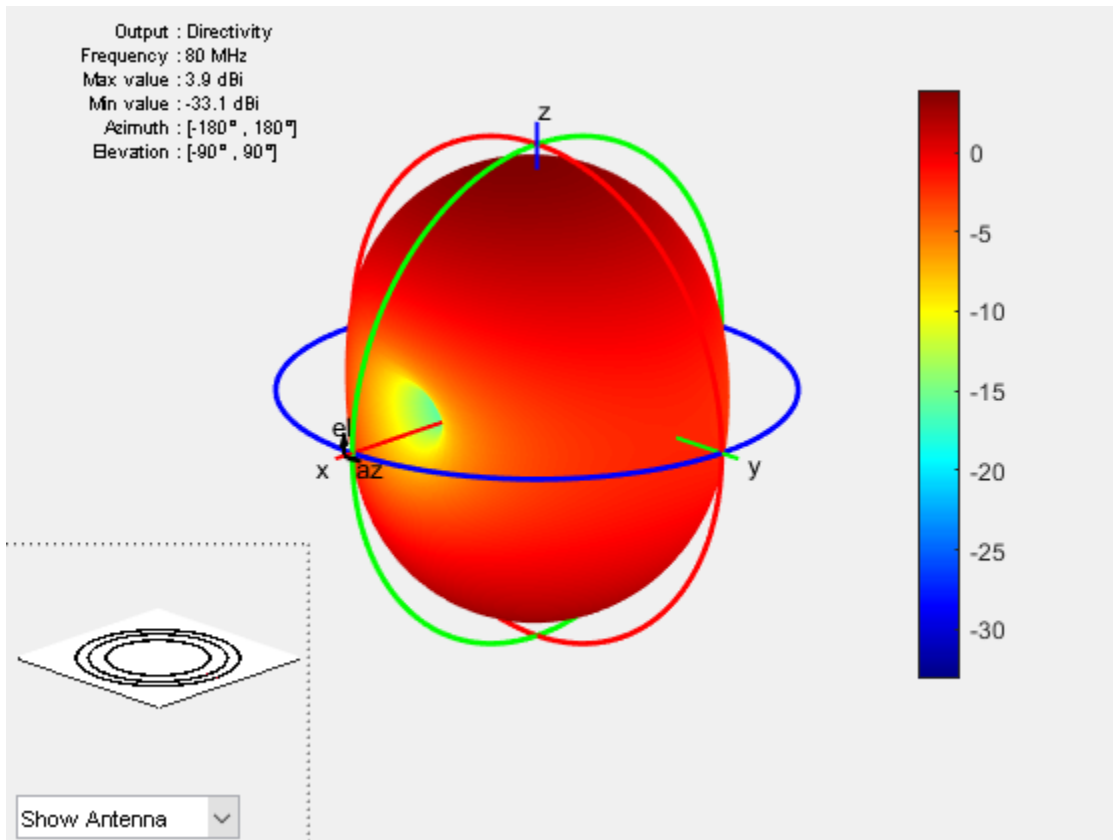 Output : Directivity
Frequency : 80 MHz
Max value : 3.9 dBi
Min value : -33.1 dBi
Azimuth : [-180° , 180°]
Elevation : [-90° , 90°]
z
0
-5
-10
-15
-20
-25
-30
el
x
az
y
Show Antenna